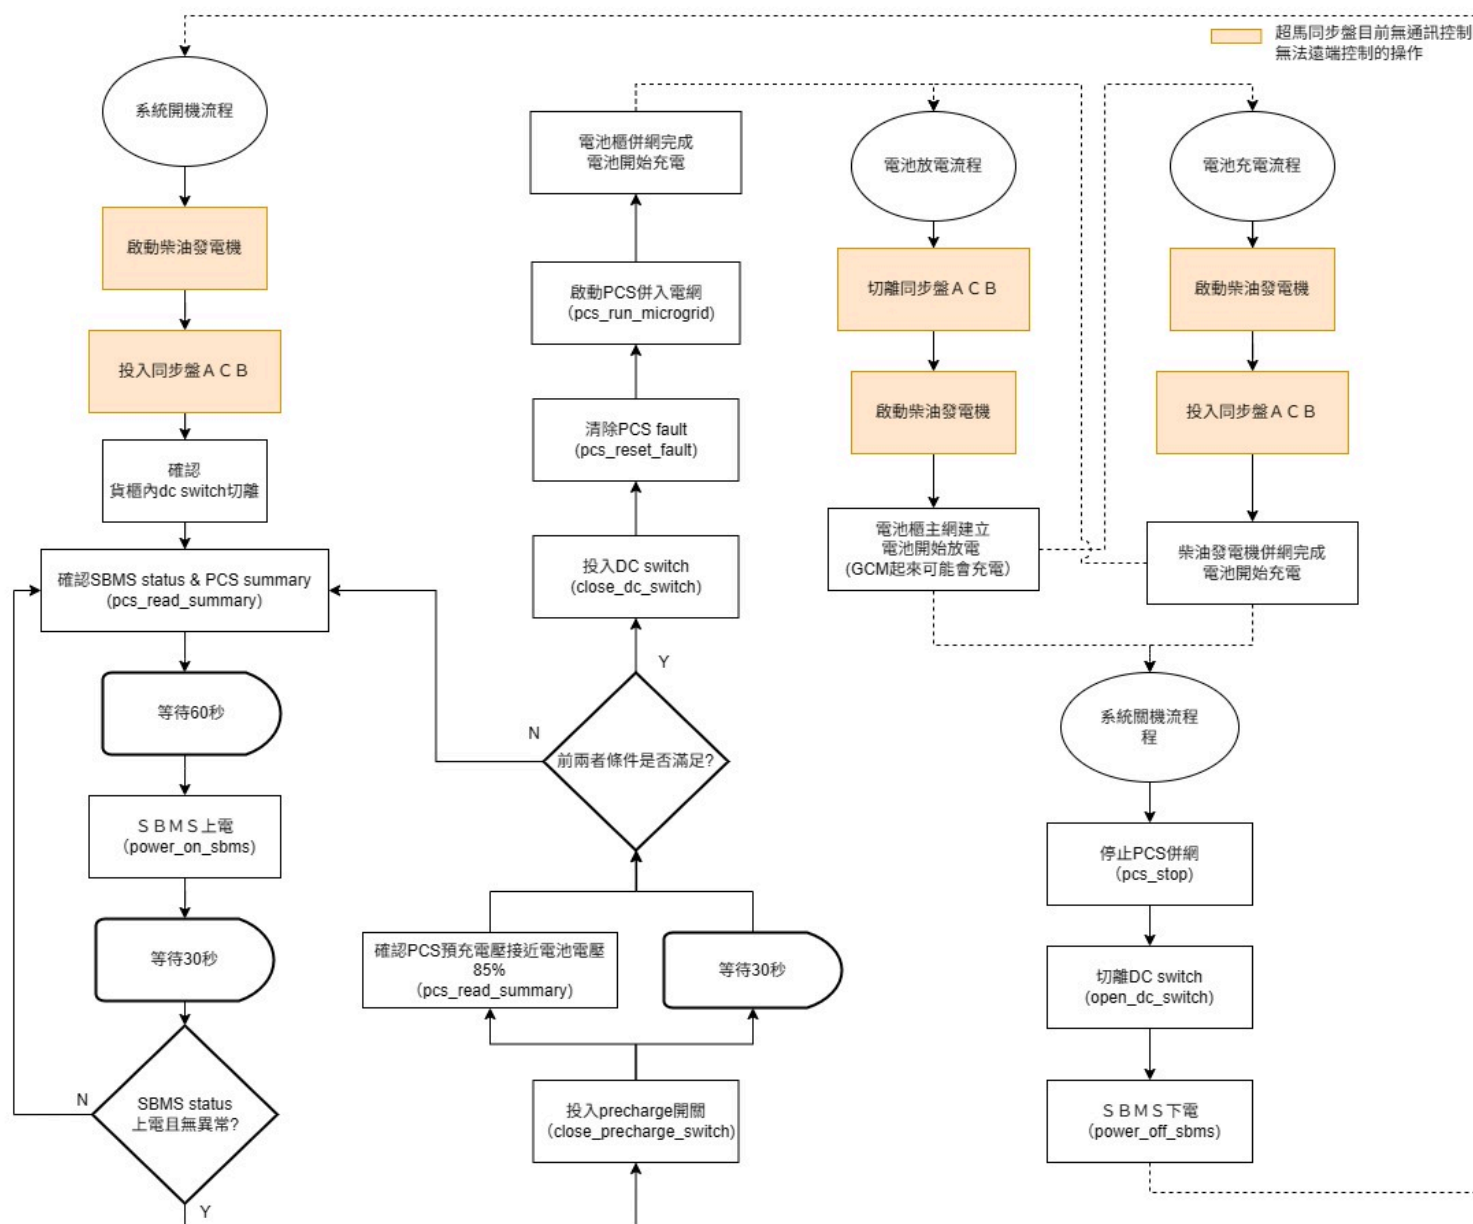 超馬同步盤目前無通訊控制
無法遠端控制的操作
系統開機流程
啟動柴油發電機
投入同步盤ＡＣＢ
確認
貨櫃內dc switch切離
確認SBMS status & PCS summary
(pcs_read_summary)
等待60秒
ＳＢＭＳ上電
（power_on_sbms)
等待30秒
SBMS status
上電且無異常?
N
Y
投入precharge開關
（close_precharge_switch)
確認PCS預充電壓接近電池電壓
85%
（pcs_read_summary)
等待30秒
前兩者條件是否滿足?
N
Y
投入DC switch
(close_dc_switch)
清除PCS fault
(pcs_reset_fault)
啟動PCS併入電網
（pcs_run_microgrid)
電池櫃併網完成
電池開始充電
電池放電流程
切離同步盤ＡＣＢ
啟動柴油發電機
電池櫃主網建立
電池開始放電
(GCM起來可能會充電）
電池充電流程
啟動柴油發電機
投入同步盤ＡＣＢ
柴油發電機併網完成
電池開始充電
系統關機流程
程
停止PCS併網
（pcs_stop)
切離DC switch
(open_dc_switch)
ＳＢＭＳ下電
（power_off_sbms)